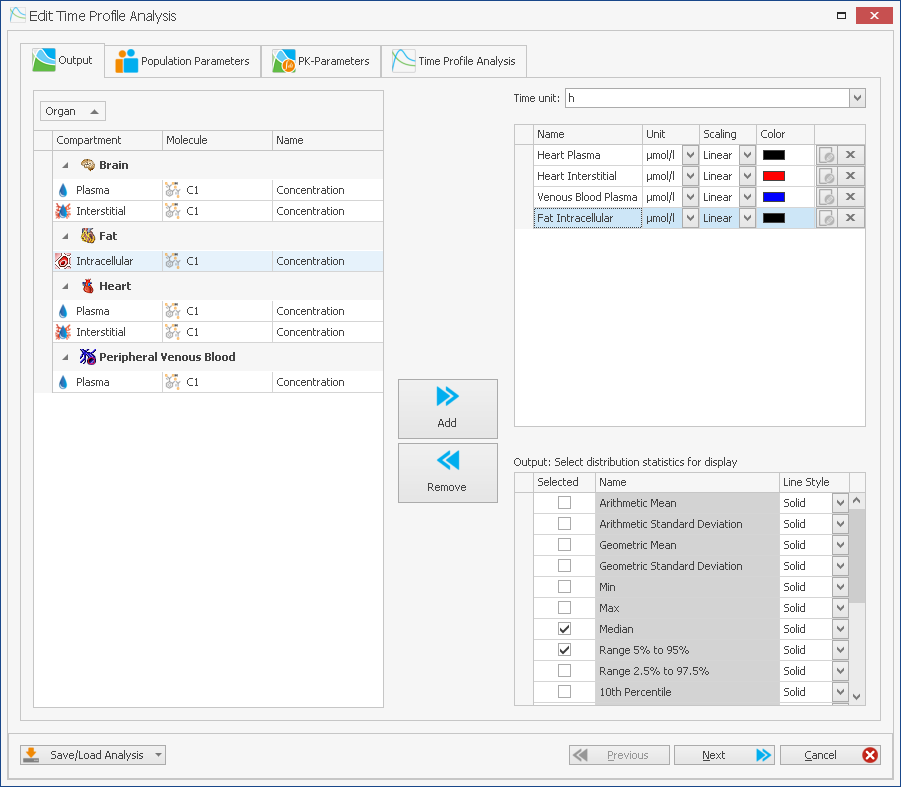 Edit Time Profile Analysis
Output
Population Parameters
PK-Parameters
Time Profile Analysis
Organ
Compartment Molecule Name
Brain
Plasma C1 Concentration
Interstitial C1 Concentration
Fat
Intracellular C1 Concentration
Heart
Plasma C1 Concentration
Interstitial C1 Concentration
Peripheral Venous Blood
Plasma C1 Concentration
Add
Remove
Time unit: h
Name Unit Scaling Color
Heart Plasma µmol/l Linear
Heart Interstitial µmol/l Linear
Venous Blood Plasma µmol/l Linear
Fat Intracellular µmol/l Linear
Output: Select distribution statistics for display
Selected Name Line Style
Arithmetic Mean Solid
Arithmetic Standard Deviation Solid
Geometric Mean Solid
Geometric Standard Deviation Solid
Min Solid
Max Solid
Median Solid
Range 5% to 95% Solid
Range 2.5% to 97.5% Solid
10th Percentile Solid
Save/Load Analysis
Previous
Next
Cancel